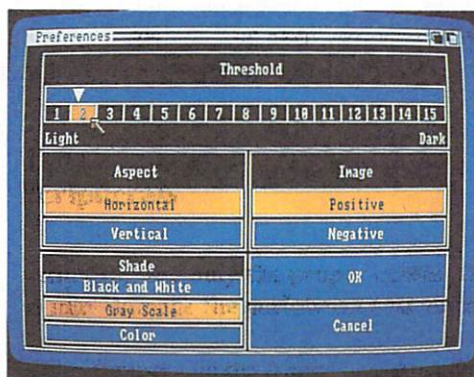 Preferences
Threshold
1 2 3 4 5 6 7 8 9 10 11 12 13 14 15
Light Dark
Aspect
Horizontal
Vertical
Image
Positive
Negative
Shade
Black and White
Gray Scale
Color
OK
Cancel